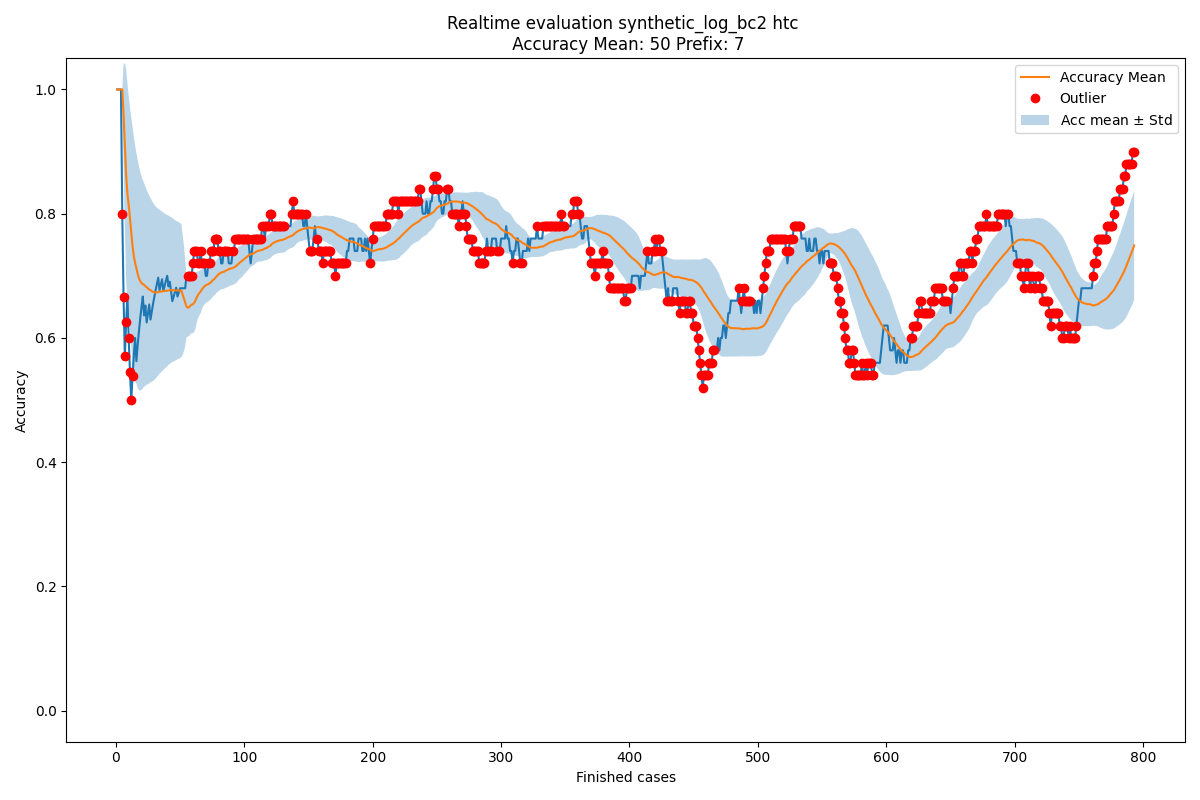 Realtime evaluation synthetic_log_bc2 htc
Accuracy Mean: 50 Prefix: 7
Accuracy Mean
Outlier
Acc mean ± Std
1.0
0.8
0.6
0.4
0.2
0.0
Accuracy
0 100 200 300 400 500 600 700 800
Finished cases